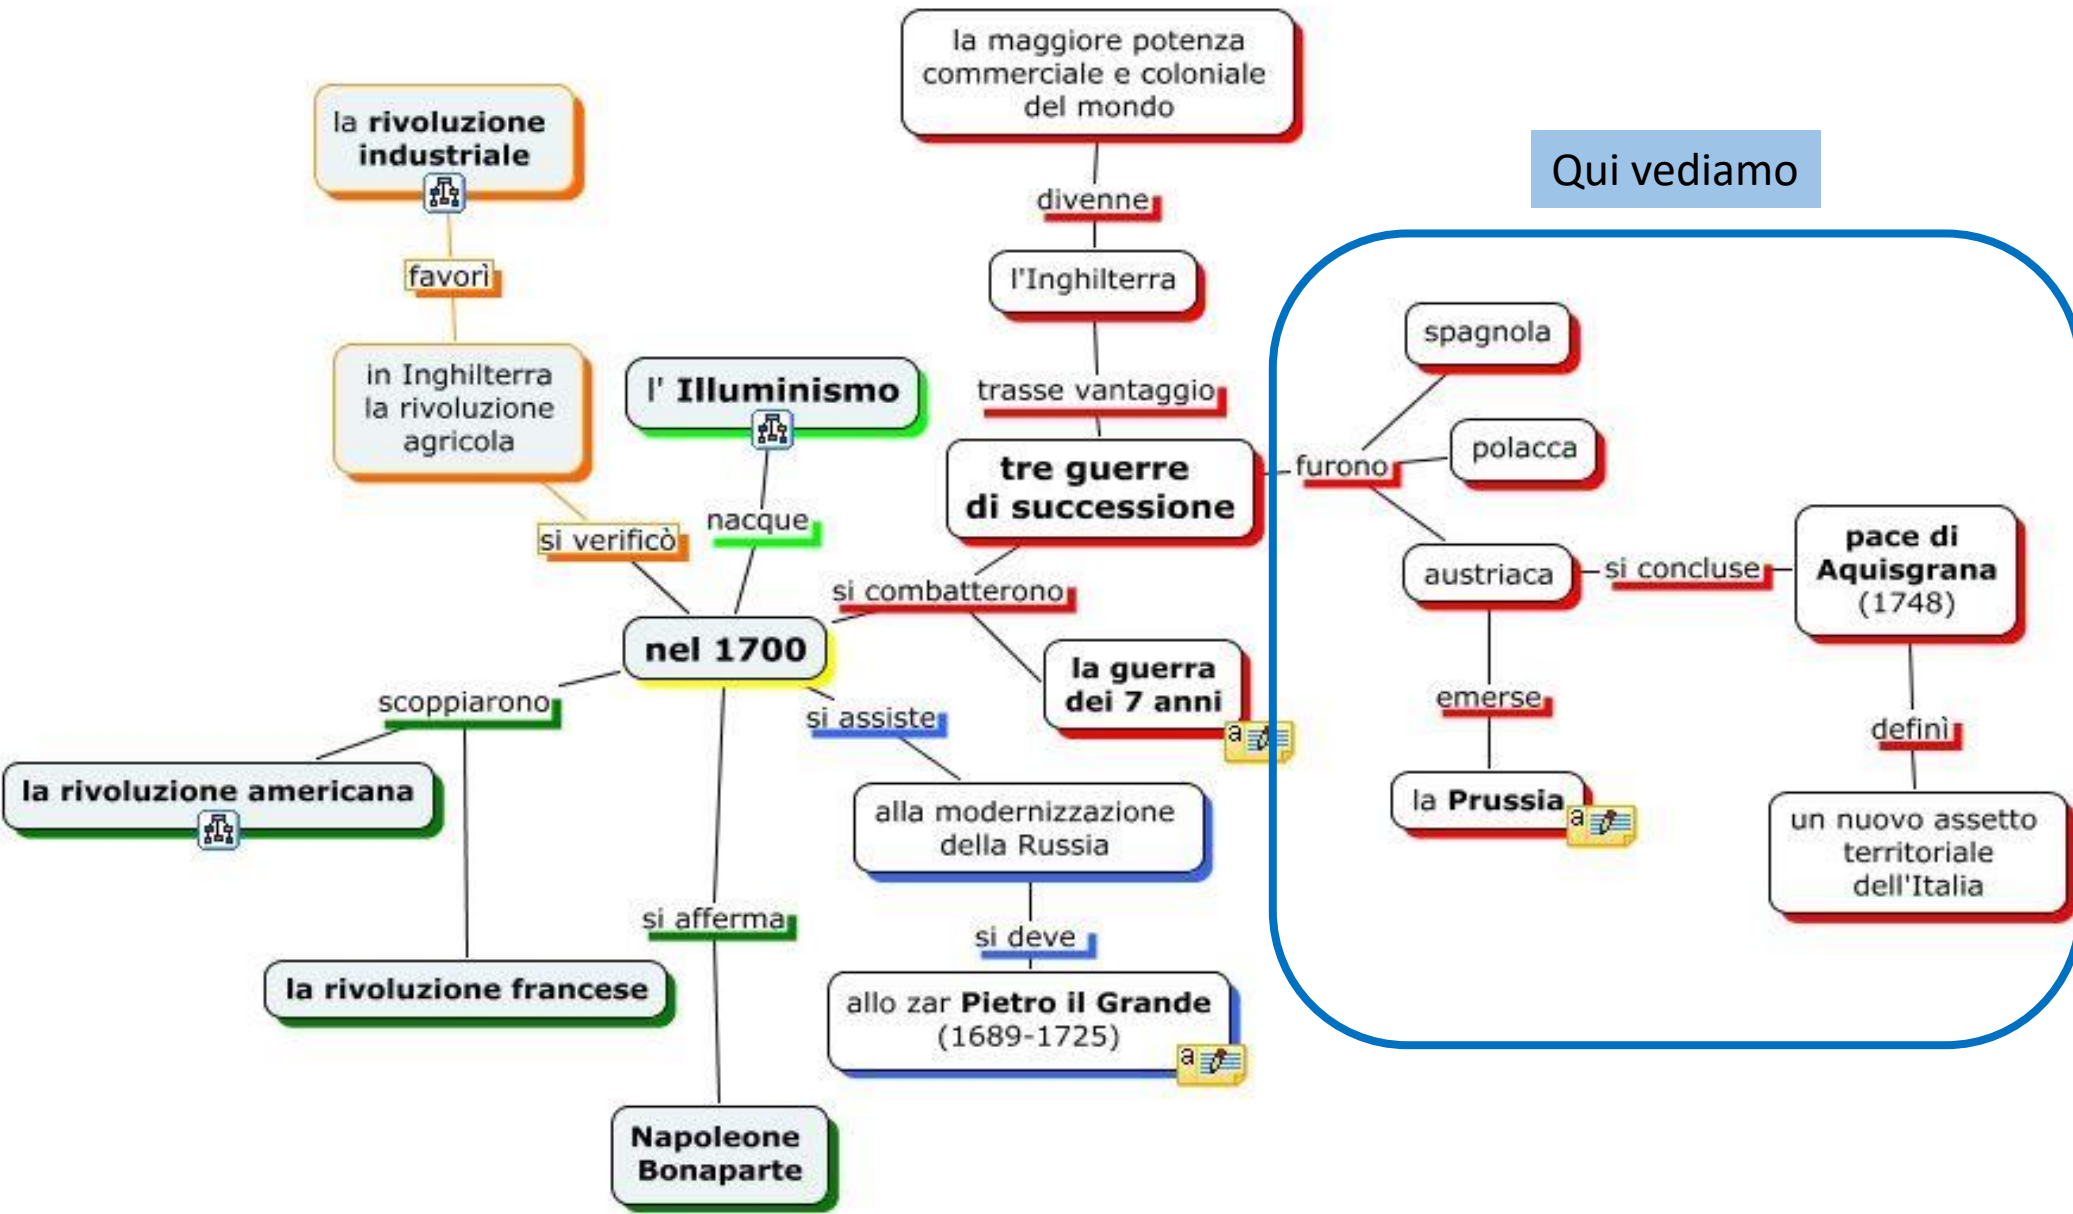 la maggiore potenza
commerciale e coloniale
del mondo
divenne
l'Inghilterra
trasse vantaggio
tre guerre
di successione
la rivoluzione
industriale
favorì
in Inghilterra
la rivoluzione
agricola
si verificò
l' Illuminismo
nacque
nel 1700
si combatterono
la guerra
dei 7 anni
a
Qui vediamo
furono
spagnola
polacca
austriaca
si concluse
pace di
Aquisgrana
(1748)
emerse
la Prussia
a
definì
un nuovo assetto
territoriale
dell'Italia
scoppiarono
la rivoluzione americana
la rivoluzione francese
si afferma
Napoleone
Bonaparte
si assiste
alla modernizzazione
della Russia
si deve
allo zar Pietro il Grande
(1689-1725)
a